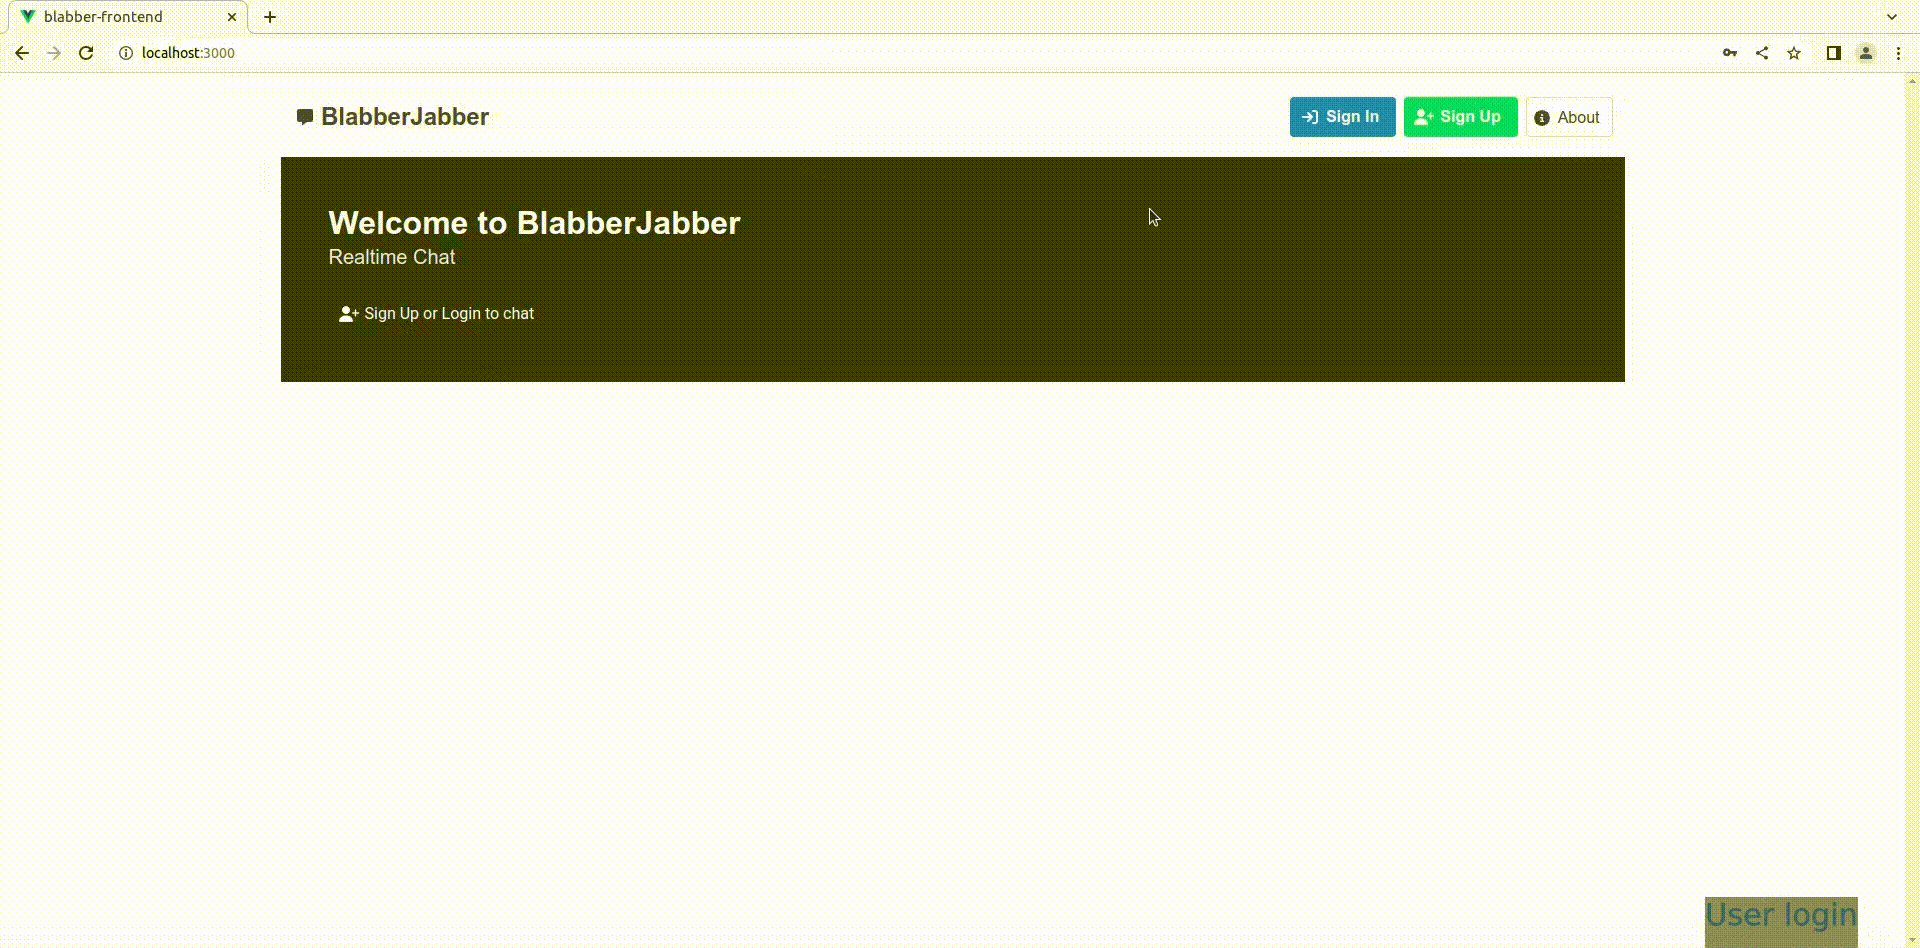 blabber-frontend
localhost:3000
BlabberJabber
Sign In
Sign Up
About
Welcome to BlabberJabber
Realtime Chat
Sign Up or Login to chat
User login